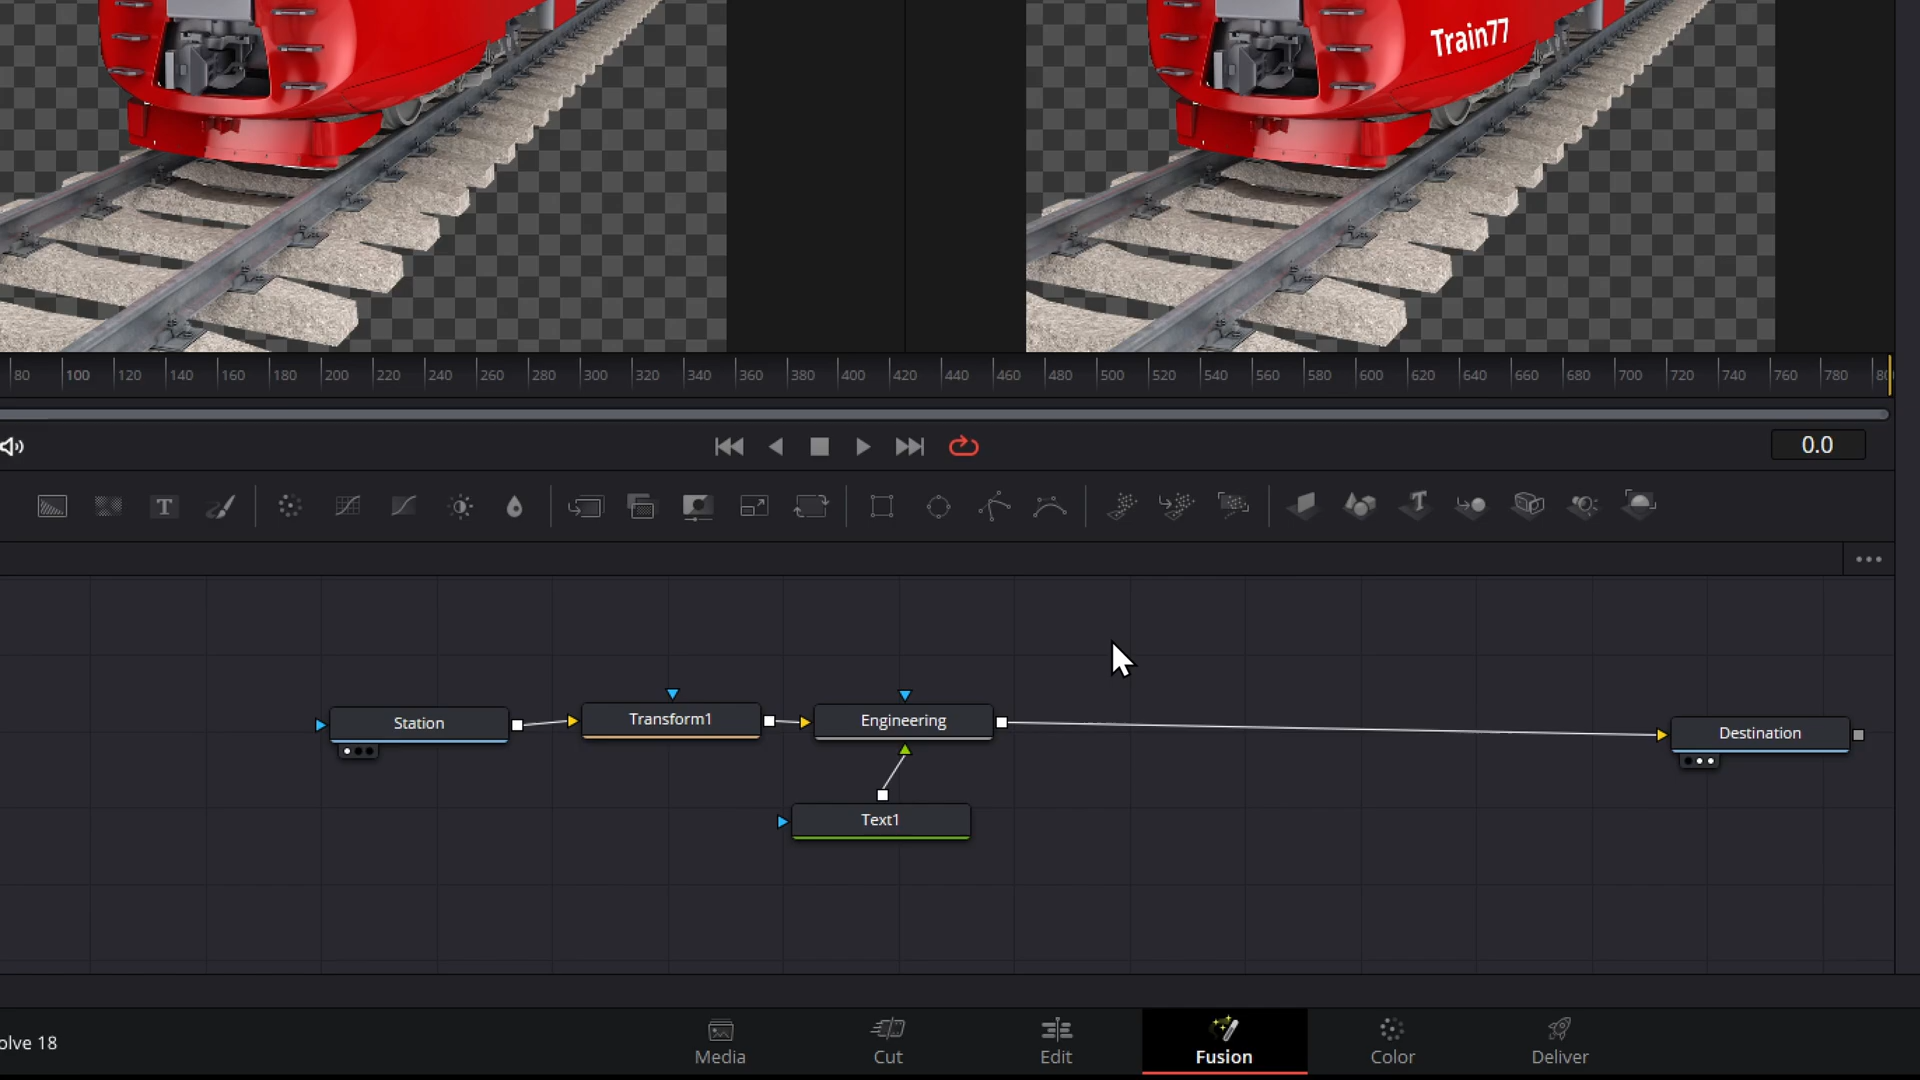 Train77
80 100 120 140 160 180 200 220 240 260 280 300 320 340 360 380 400 420 440 460 480 500 520 540 560 580 600 620 640 660 680 700 720 740 760 780
0.0
T
Station
Transform1
Engineering
Destination
Text1
olve 18
Media
Cut
Edit
Fusion
Color
Deliver